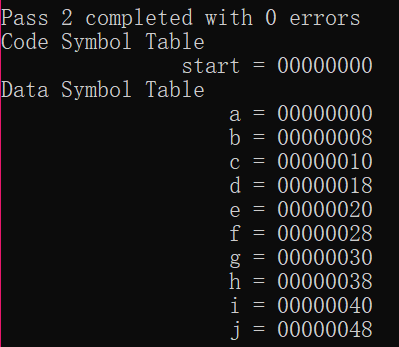 Pass 2 completed with 0 errors
Code Symbol Table
start = 00000000
Data Symbol Table
a = 00000000
b = 00000008
c = 00000010
d = 00000018
e = 00000020
f = 00000028
g = 00000030
h = 00000038
i = 00000040
j = 00000048